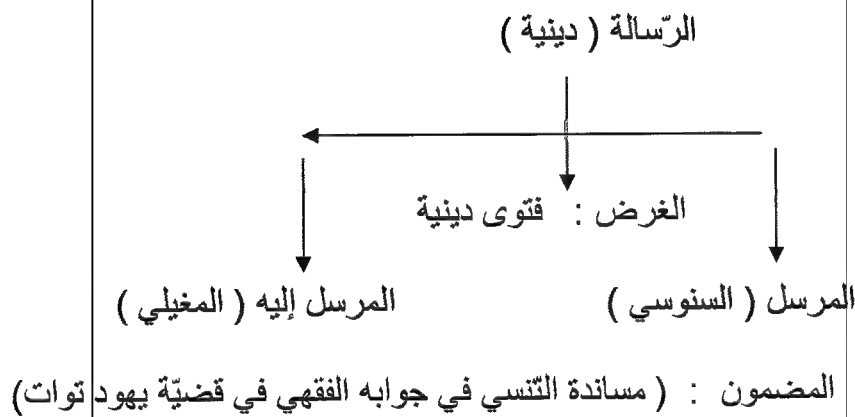 الرّسالة ( دينية )
الغرض : فتوى دينية
المرسل ( السنوسي ) المرسل إليه ( المغيلي )
المضمون : ( مساندة التّنسي في جوابه الفقهي في قضيّة يهود توات)